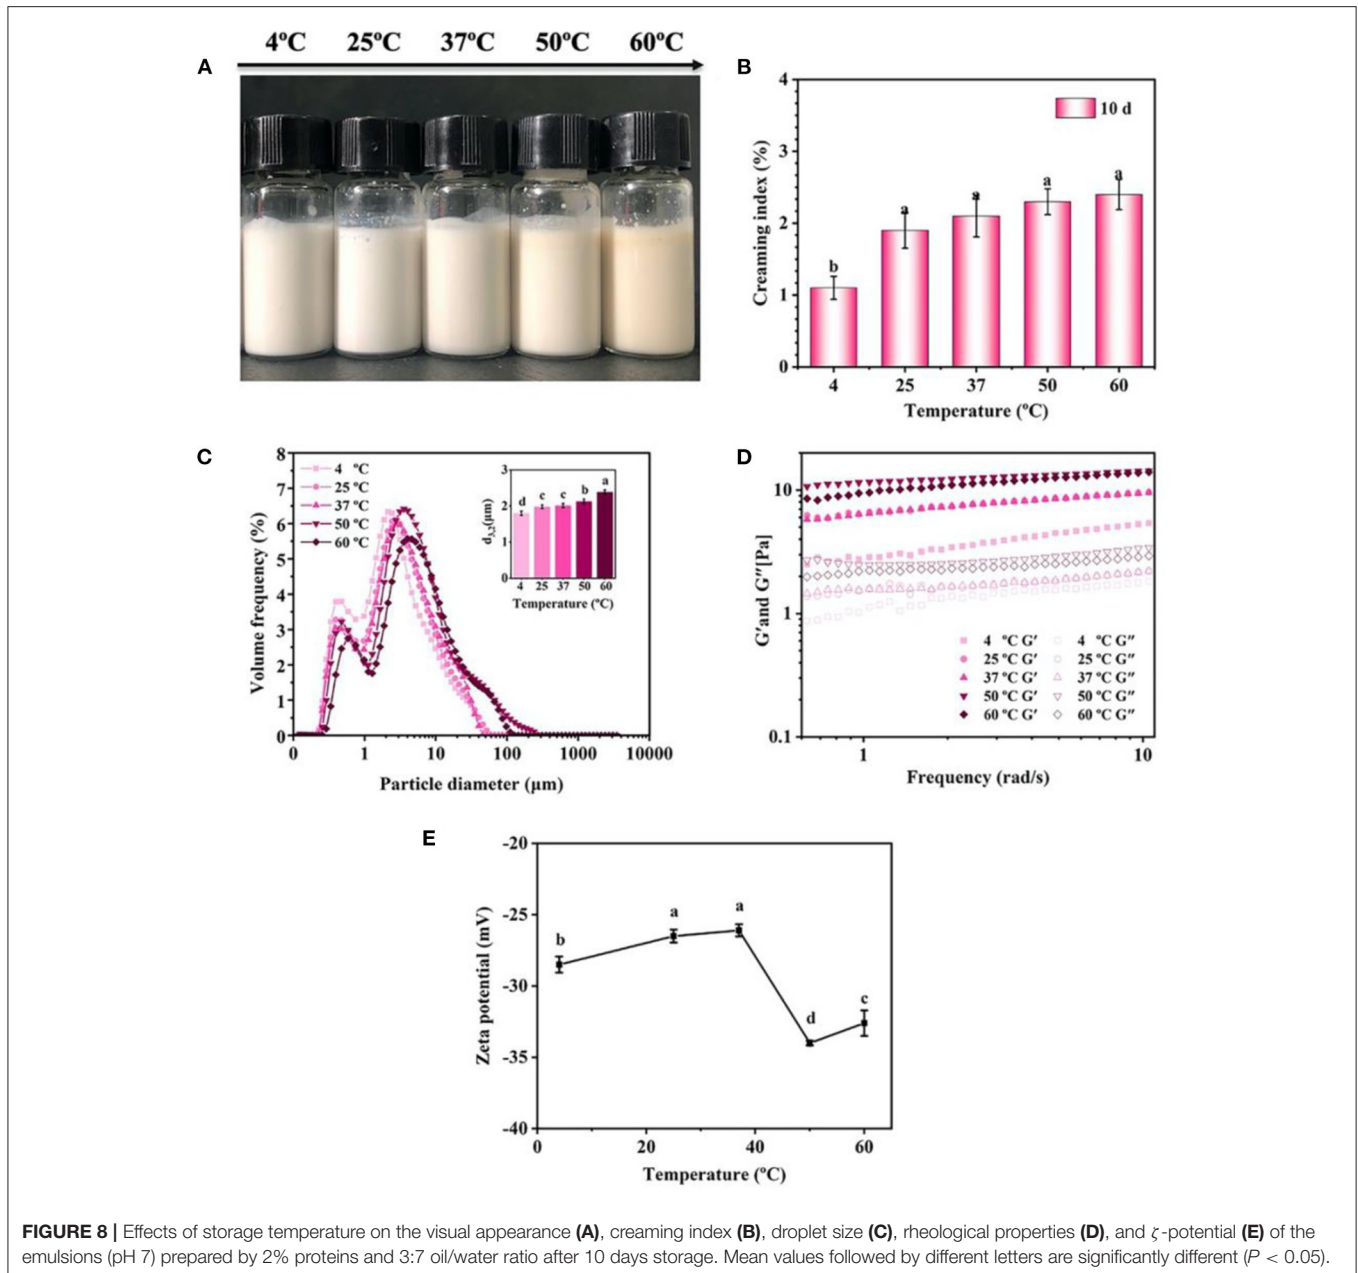 4ºC 25ºC 37ºC 50ºC 60ºC
A
B
4
3
2
1
0
Creaming index (%)
10 d
b
a
a
a
a
4 25 37 50 60
Temperature (ºC)
C
8
7
6
5
4
3
2
1
0
Volume frequency (%)
4 ºC
25 ºC
37 ºC
50 ºC
60 ºC
3
2
1
0
d3,2(μm)
d c c b a
4 25 37 50 60
Temperature (ºC)
0 1 10 100 1000 10000
Particle diameter (μm)
D
10
1
0.1
G′and G″[Pa]
4 ºC G′ 4 ºC G″
25 ºC G′ 25 ºC G″
37 ºC G′ 37 ºC G″
50 ºC G′ 50 ºC G″
60 ºC G′ 60 ºC G″
1 10
Frequency (rad/s)
E
-20
-25
-30
-35
-40
Zeta potential (mV)
b
a
a
d
c
0 20 40 60
Temperature (ºC)
FIGURE 8 | Effects of storage temperature on the visual appearance (A), creaming index (B), droplet size (C), rheological properties (D), and ζ-potential (E) of the
emulsions (pH 7) prepared by 2% proteins and 3:7 oil/water ratio after 10 days storage. Mean values followed by different letters are significantly different (P < 0.05).